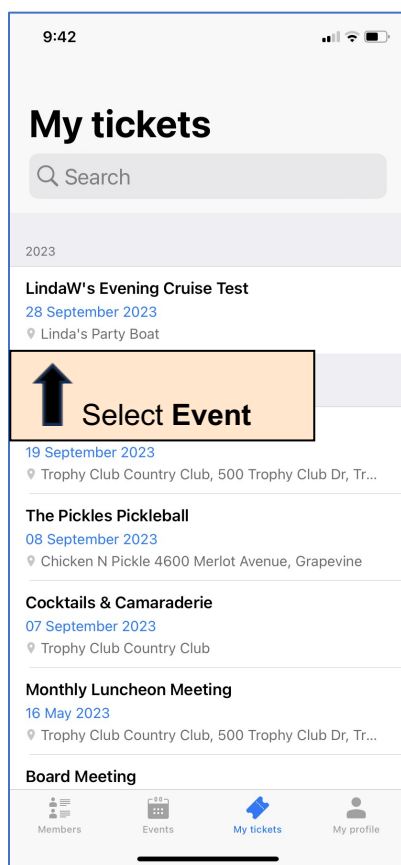 9:42
My tickets
Search
2023
LindaW's Evening Cruise Test
28 September 2023
Linda's Party Boat
Select Event
19 September 2023
Trophy Club Country Club, 500 Trophy Club Dr, Tr...
The Pickles Pickleball
08 September 2023
Chicken N Pickle 4600 Merlot Avenue, Grapevine
Cocktails & Camaraderie
07 September 2023
Trophy Club Country Club
Monthly Luncheon Meeting
16 May 2023
Trophy Club Country Club, 500 Trophy Club Dr, Tr...
Board Meeting
Members Events My tickets My profile